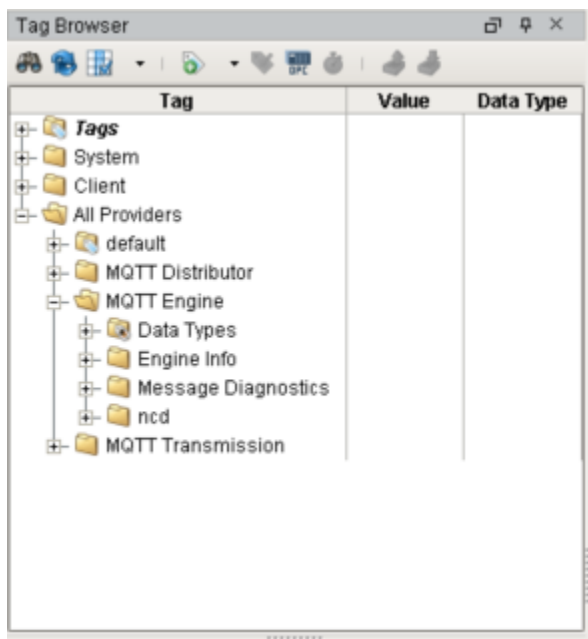 Tag Browser
OPC
Tag Value Data Type
Tags
System
Client
All Providers
default
MQTT Distributor
MQTT Engine
Data Types
Engine Info
Message Diagnostics
ncd
MQTT Transmission